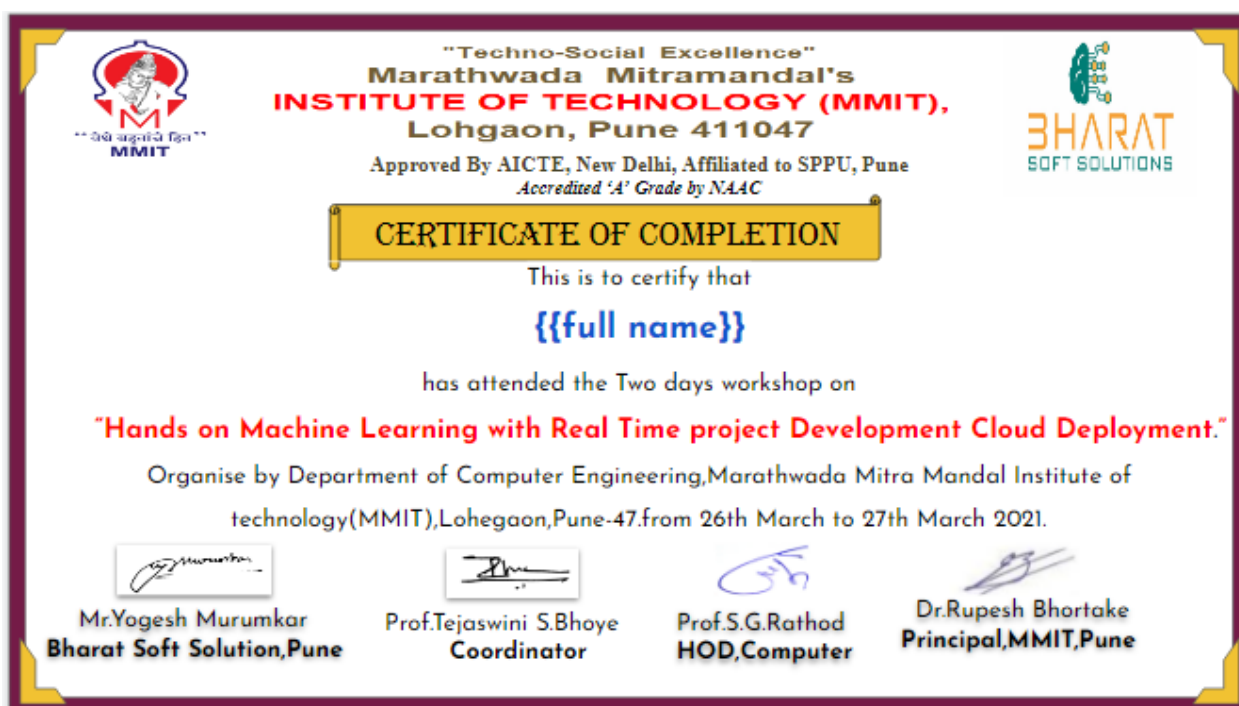 "Techno-Social Excellence"
Marathwada Mitramandal's
INSTITUTE OF TECHNOLOGY (MMIT),
Lohgaon, Pune 411047
Approved By AICTE, New Delhi, Affiliated to SPPU, Pune
Accredited ‘A’ Grade by NAAC
MMIT
BHARAT
SOFT SOLUTIONS
CERTIFICATE OF COMPLETION
This is to certify that
{{full name}}
has attended the Two days workshop on
“Hands on Machine Learning with Real Time project Development Cloud Deployment.”
Organise by Department of Computer Engineering,Marathwada Mitra Mandal Institute of
technology(MMIT),Lohegaon,Pune-47.from 26th March to 27th March 2021.
Mr.Yogesh Murumkar
Bharat Soft Solution,Pune
Prof.Tejaswini S.Bhoye
Coordinator
Prof.S.G.Rathod
HOD,Computer
Dr.Rupesh Bhortake
Principal,MMIT,Pune